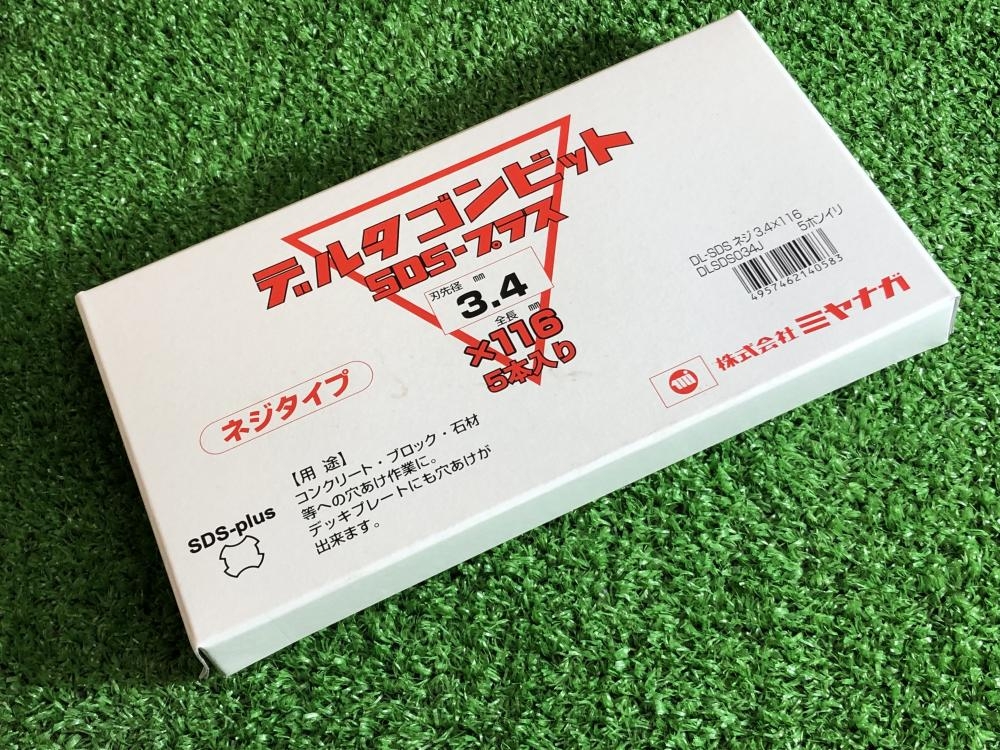 デルタゴンビット
SDS-プラス
刃先径 mm
3.4
全長 mm
×116
5本入り
ネジタイプ
【用 途】
コンクリート・ブロック・石材
等への穴あけ作業に。
デッキプレートにも穴あけが
出来ます。
SDS-plus
DL-SDS ネジ 3.4×116
DLSDS034J 5ホンイリ
4957462140583
株式会社ミヤナガ